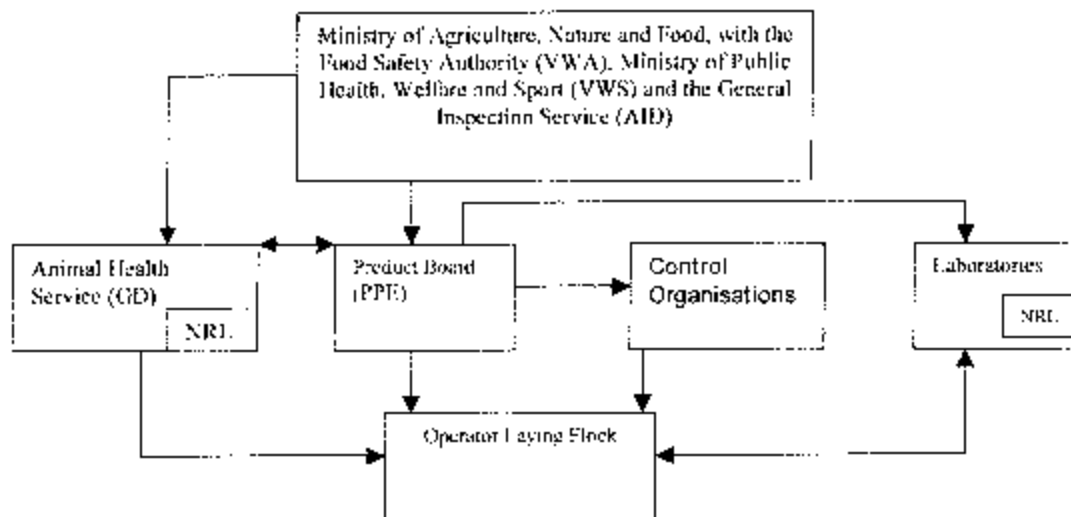 Ministry of Agriculture, Nature and Food, with the
Food Safety Authority (VWA), Ministry of Public
Health, Welfare and Sport (VWS) and the General
Inspection Service (AID)
Animal Health
Service (GD)
NRL
Product Board
(PPE)
Control
Organisations
Laboratories
NRL
Operator Laying Flock